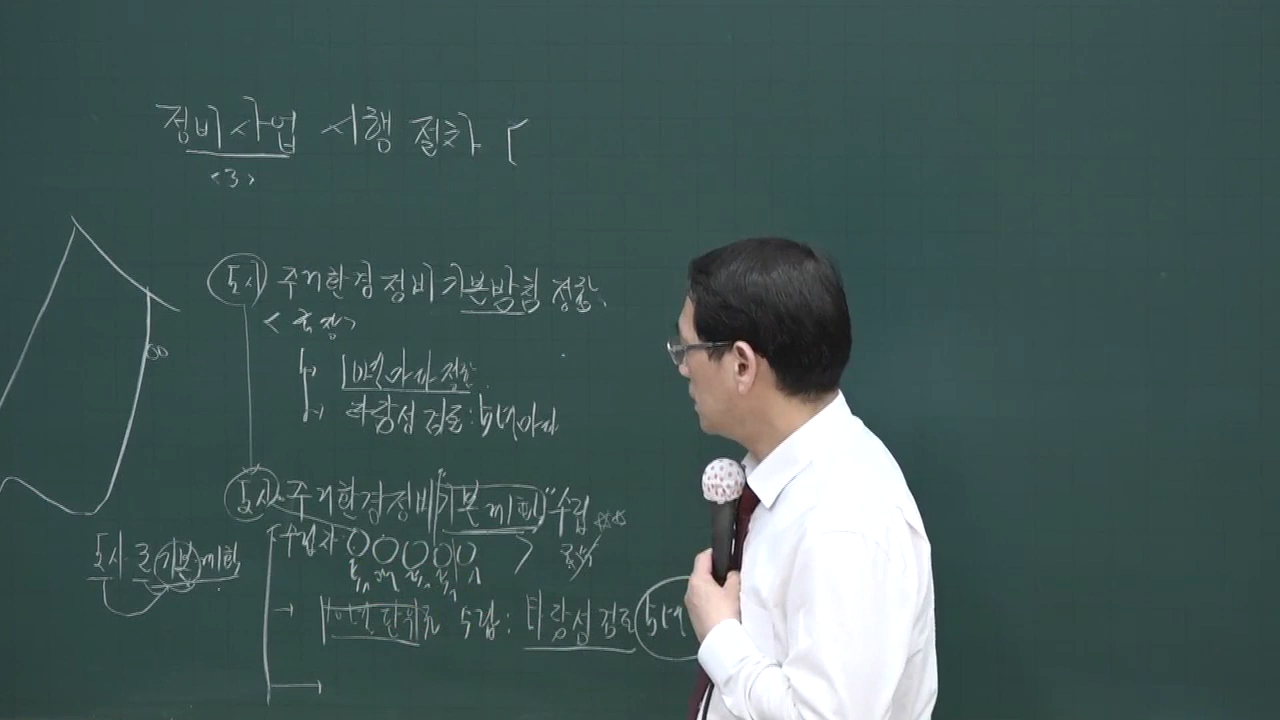 정비사업 시행 절차 [
<3>
도시 주거환경정비 기본방침 정함.
<국장>
10년마다 정함.
타당성 검토: 5년마다
도시 주거환경정비 "기본계획" 수립
수립자
도시 군 기본계획
10년 단위로 수립: 타당성 검토 5년